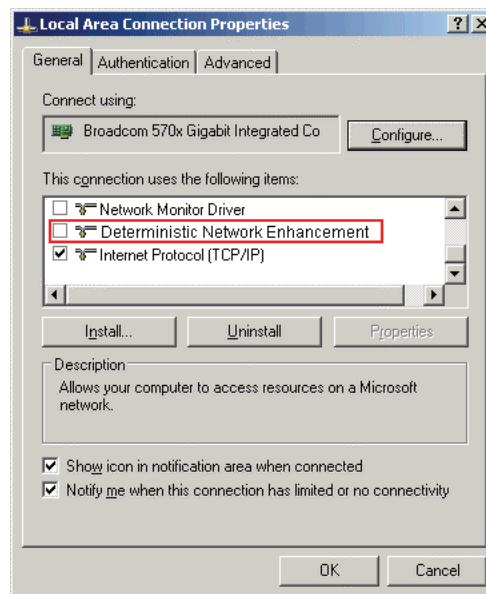 Local Area Connection Properties
General Authentication Advanced
Connect using:
Broadcom 570x Gigabit Integrated Co
Configure...
This connection uses the following items:
Network Monitor Driver
Deterministic Network Enhancement
Internet Protocol (TCP/IP)
Install... Uninstall Properties
Description
Allows your computer to access resources on a Microsoft
network.
Show icon in notification area when connected
Notify me when this connection has limited or no connectivity
OK Cancel